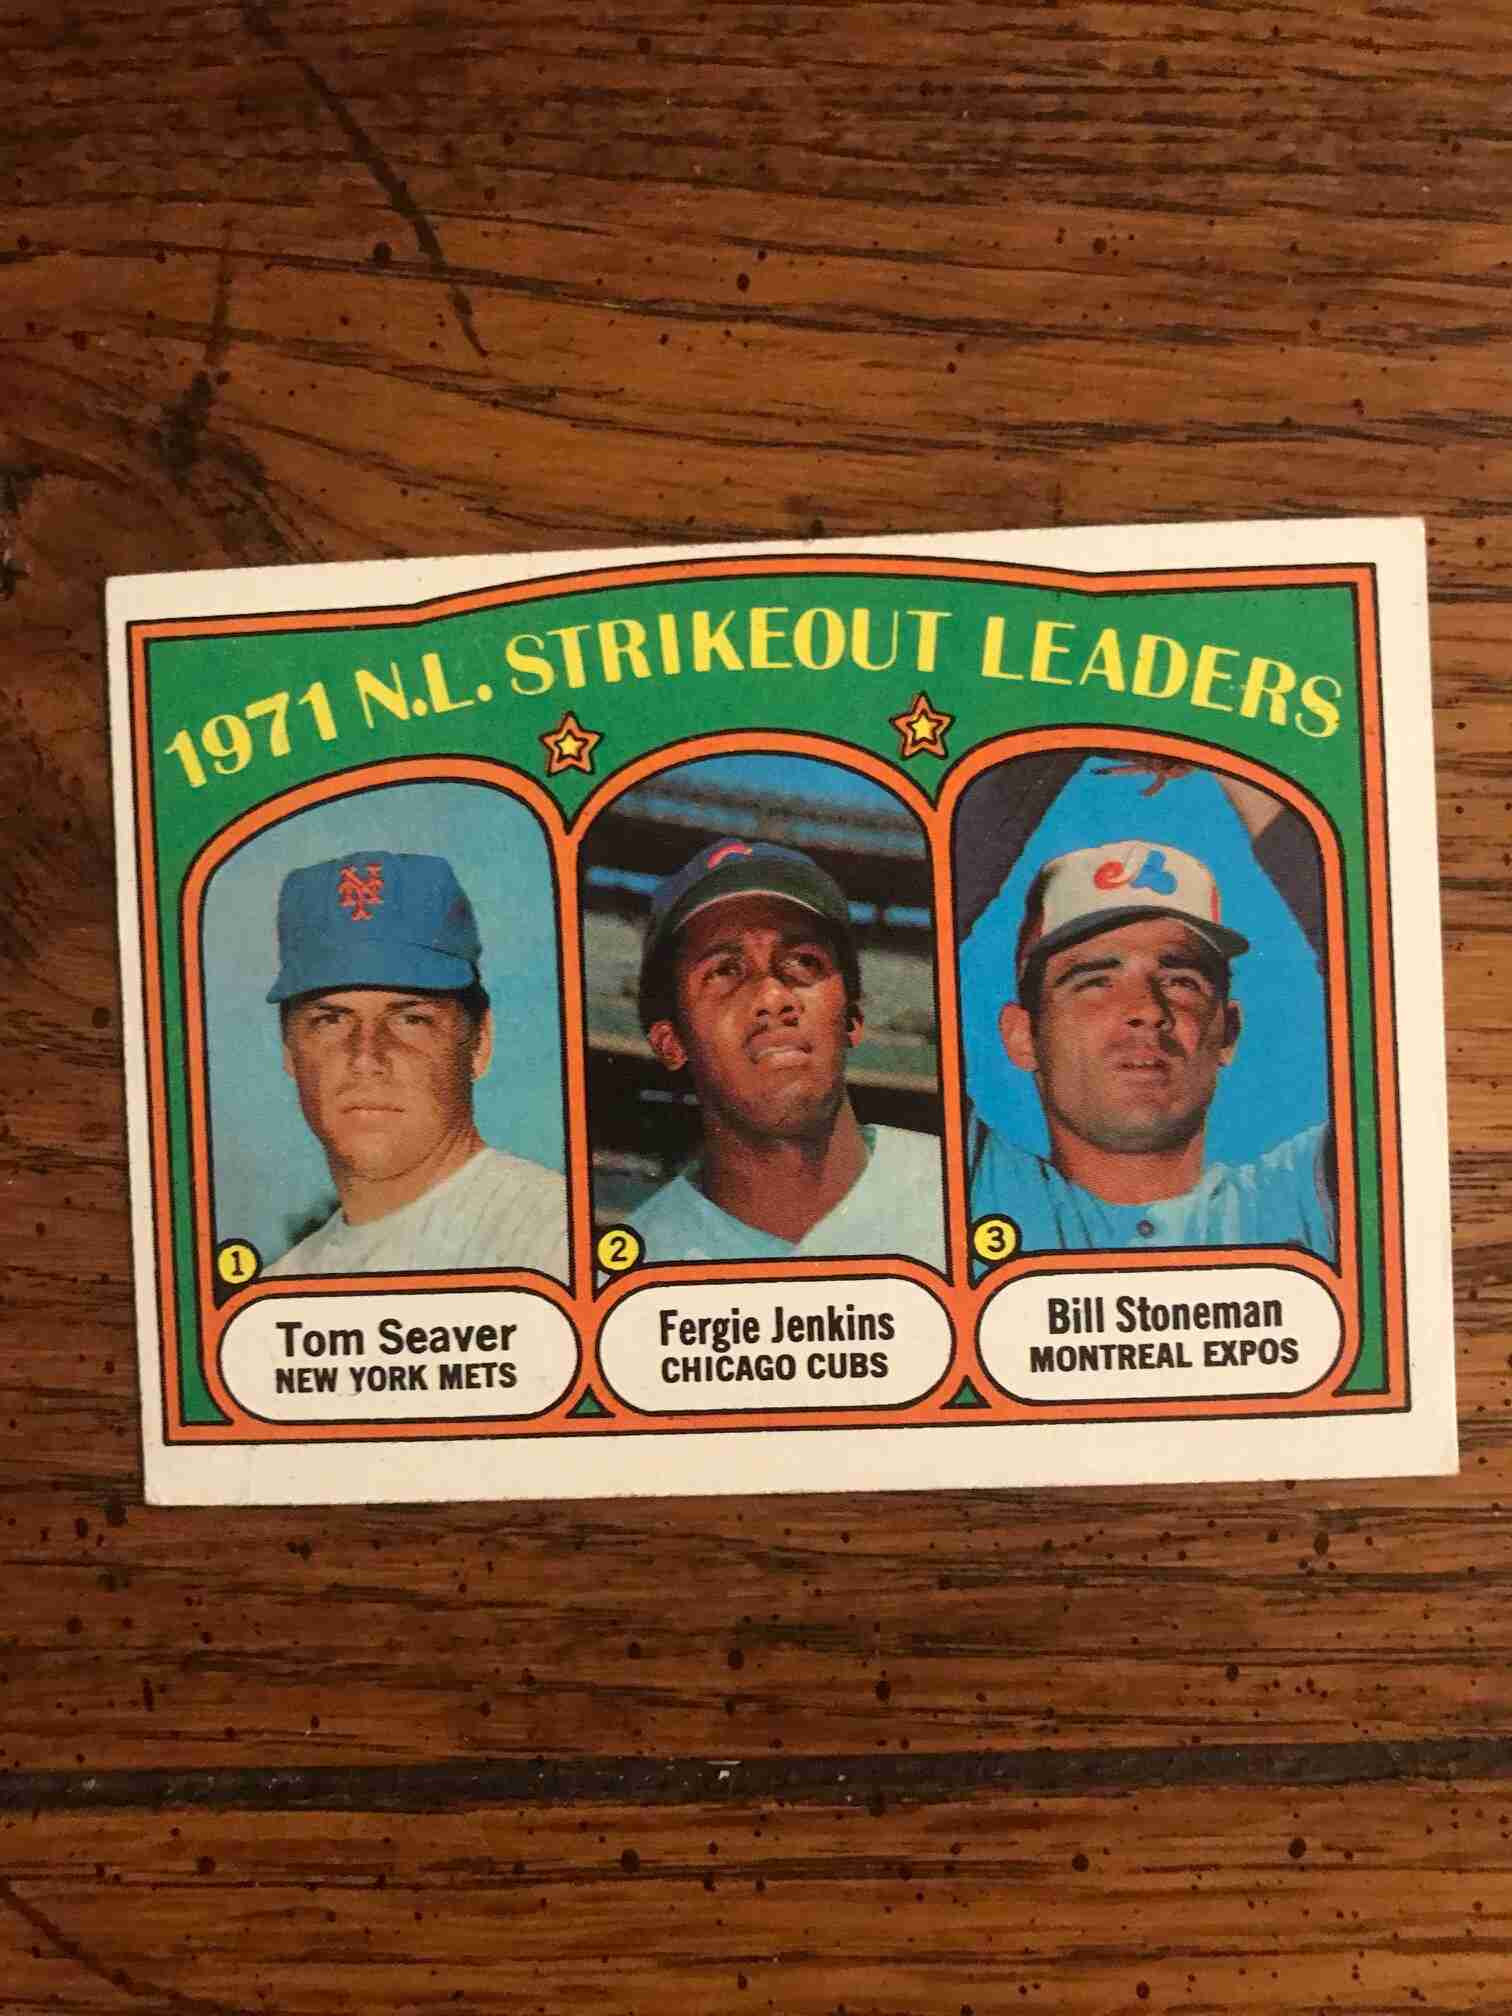 1971 N.L. STRIKEOUT LEADERS
NY
1
2
3
Tom Seaver
NEW YORK METS
Fergie Jenkins
CHICAGO CUBS
Bill Stoneman
MONTREAL EXPOS